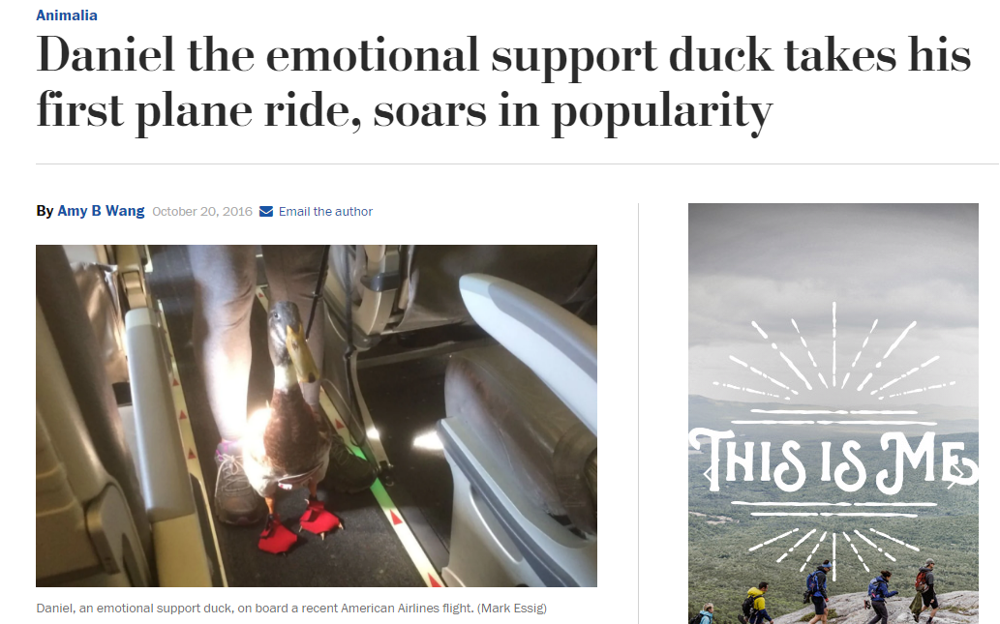 Animalia
Daniel the emotional support duck takes his
first plane ride, soars in popularity
By Amy B Wang October 20, 2016 Email the author
THIS IS ME
Daniel, an emotional support duck, on board a recent American Airlines flight. (Mark Essig)